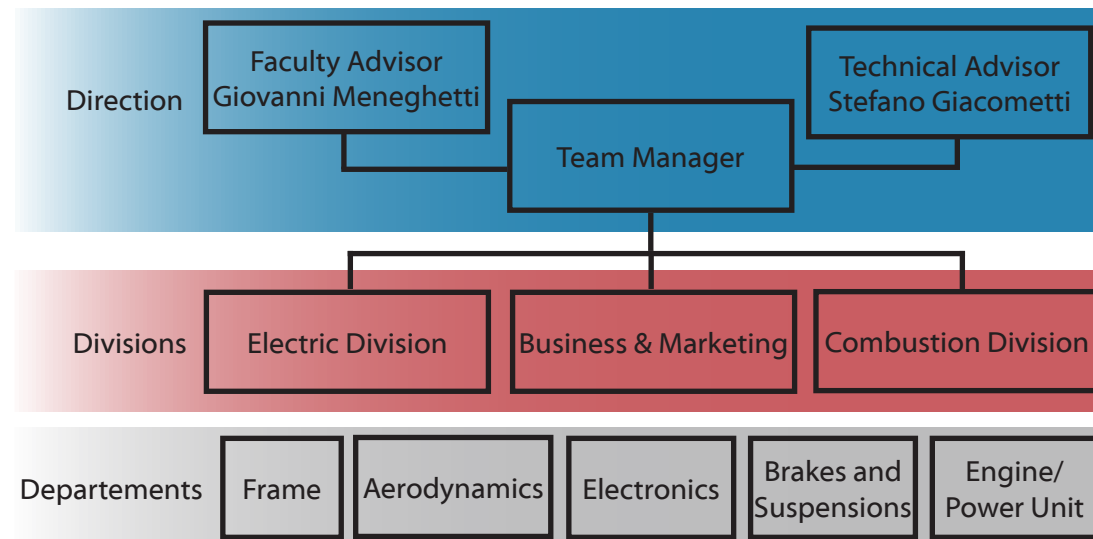 Direction
Faculty Advisor
Giovanni Meneghetti
Technical Advisor
Stefano Giacometti
Team Manager
Divisions
Electric Division
Business & Marketing
Combustion Division
Departements
Frame
Aerodynamics
Electronics
Brakes and
Suspensions
Engine/
Power Unit